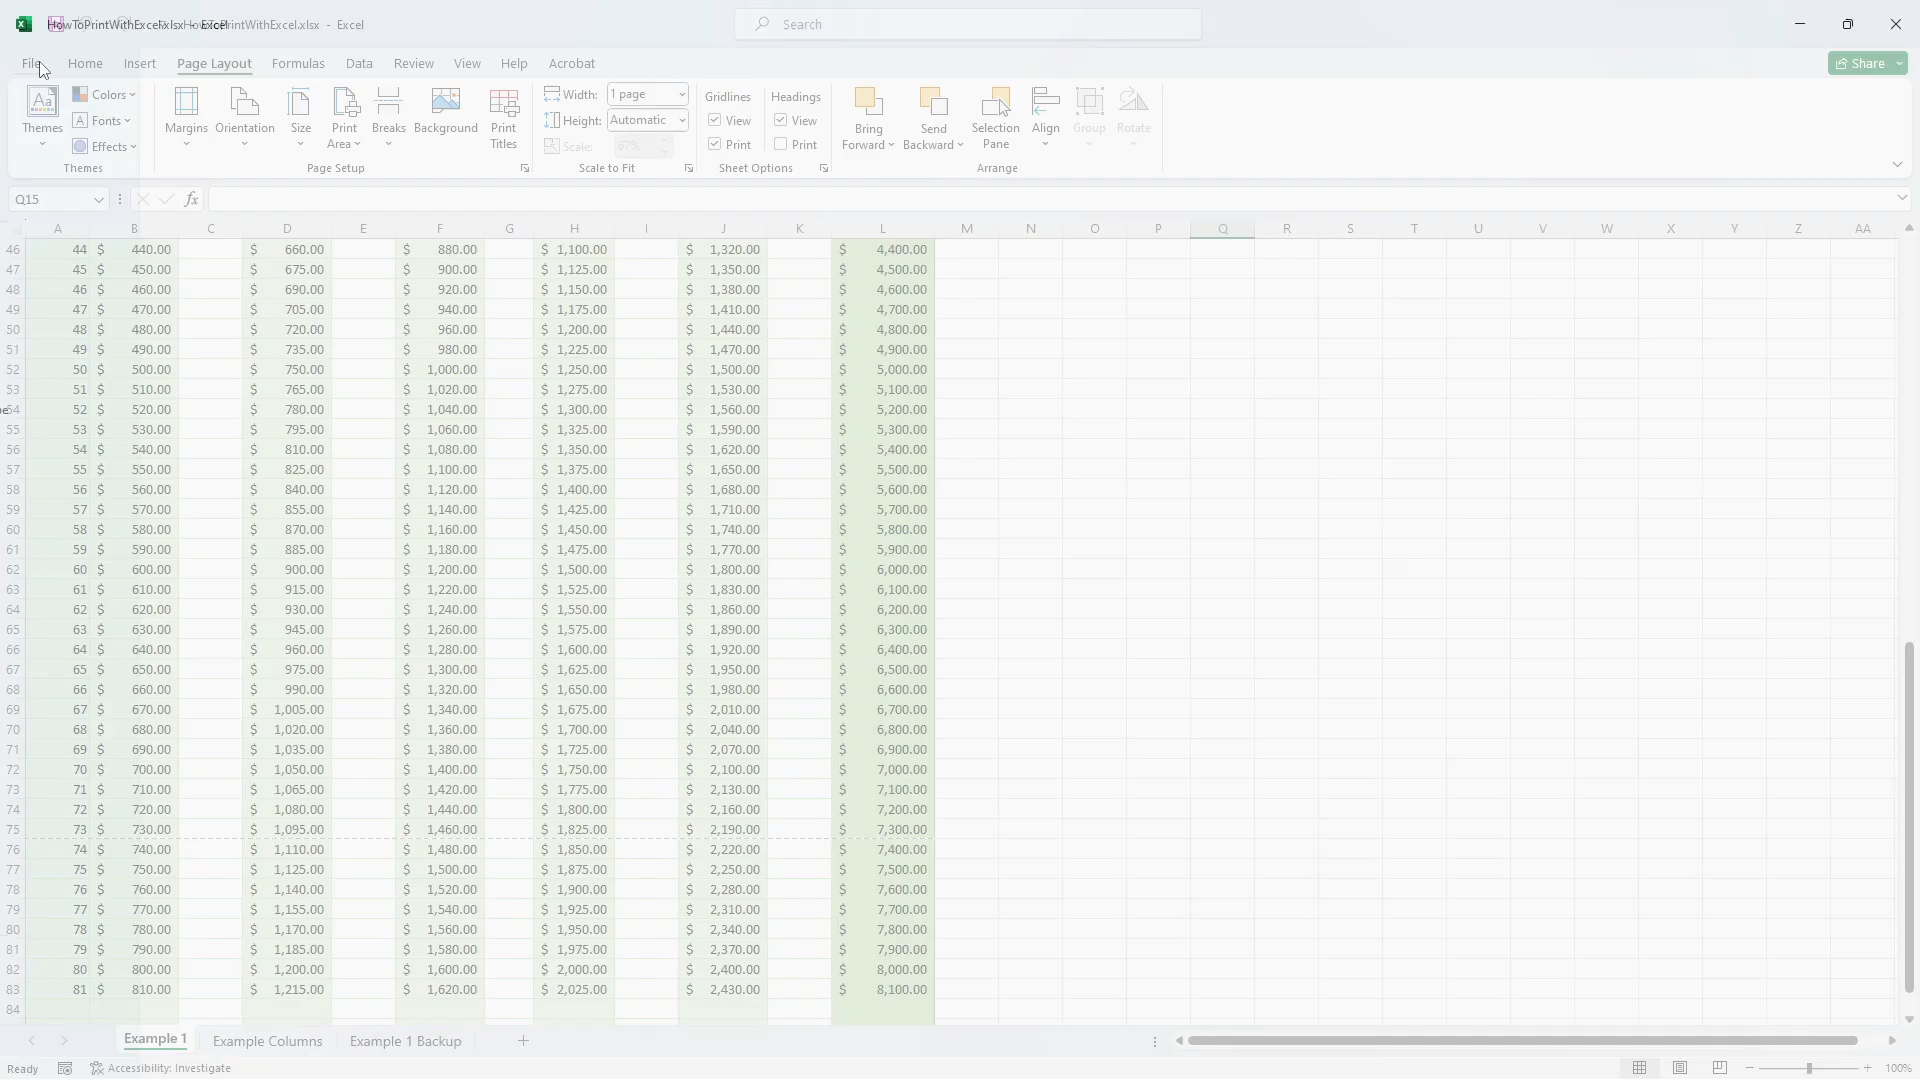 HowToPrintWithExcel.xlsx - Excel
Search
File Home Insert Page Layout Formulas Data Review View Help Acrobat Share
Themes Colors Fonts Effects Themes
Margins Orientation Size Print Area Breaks Background Print Titles Page Setup
Width: 1 page Height: Automatic Scale: 67% Scale to Fit
Gridlines View Print Headings View Print Sheet Options
Bring Forward Send Backward Selection Pane Align Group Rotate Arrange
Q15 fx
A B C D E F G H I J K L M N O P Q R S T U V W X Y Z AA
46 44 $ 440.00 $ 660.00 $ 880.00 $ 1,100.00 $ 1,320.00 $ 4,400.00
47 45 $ 450.00 $ 675.00 $ 900.00 $ 1,125.00 $ 1,350.00 $ 4,500.00
48 46 $ 460.00 $ 690.00 $ 920.00 $ 1,150.00 $ 1,380.00 $ 4,600.00
49 47 $ 470.00 $ 705.00 $ 940.00 $ 1,175.00 $ 1,410.00 $ 4,700.00
50 48 $ 480.00 $ 720.00 $ 960.00 $ 1,200.00 $ 1,440.00 $ 4,800.00
51 49 $ 490.00 $ 735.00 $ 980.00 $ 1,225.00 $ 1,470.00 $ 4,900.00
52 50 $ 500.00 $ 750.00 $ 1,000.00 $ 1,250.00 $ 1,500.00 $ 5,000.00
53 51 $ 510.00 $ 765.00 $ 1,020.00 $ 1,275.00 $ 1,530.00 $ 5,100.00
54 52 $ 520.00 $ 780.00 $ 1,040.00 $ 1,300.00 $ 1,560.00 $ 5,200.00
55 53 $ 530.00 $ 795.00 $ 1,060.00 $ 1,325.00 $ 1,590.00 $ 5,300.00
56 54 $ 540.00 $ 810.00 $ 1,080.00 $ 1,350.00 $ 1,620.00 $ 5,400.00
57 55 $ 550.00 $ 825.00 $ 1,100.00 $ 1,375.00 $ 1,650.00 $ 5,500.00
58 56 $ 560.00 $ 840.00 $ 1,120.00 $ 1,400.00 $ 1,680.00 $ 5,600.00
59 57 $ 570.00 $ 855.00 $ 1,140.00 $ 1,425.00 $ 1,710.00 $ 5,700.00
60 58 $ 580.00 $ 870.00 $ 1,160.00 $ 1,450.00 $ 1,740.00 $ 5,800.00
61 59 $ 590.00 $ 885.00 $ 1,180.00 $ 1,475.00 $ 1,770.00 $ 5,900.00
62 60 $ 600.00 $ 900.00 $ 1,200.00 $ 1,500.00 $ 1,800.00 $ 6,000.00
63 61 $ 610.00 $ 915.00 $ 1,220.00 $ 1,525.00 $ 1,830.00 $ 6,100.00
64 62 $ 620.00 $ 930.00 $ 1,240.00 $ 1,550.00 $ 1,860.00 $ 6,200.00
65 63 $ 630.00 $ 945.00 $ 1,260.00 $ 1,575.00 $ 1,890.00 $ 6,300.00
66 64 $ 640.00 $ 960.00 $ 1,280.00 $ 1,600.00 $ 1,920.00 $ 6,400.00
67 65 $ 650.00 $ 975.00 $ 1,300.00 $ 1,625.00 $ 1,950.00 $ 6,500.00
68 66 $ 660.00 $ 990.00 $ 1,320.00 $ 1,650.00 $ 1,980.00 $ 6,600.00
69 67 $ 670.00 $ 1,005.00 $ 1,340.00 $ 1,675.00 $ 2,010.00 $ 6,700.00
70 68 $ 680.00 $ 1,020.00 $ 1,360.00 $ 1,700.00 $ 2,040.00 $ 6,800.00
71 69 $ 690.00 $ 1,035.00 $ 1,380.00 $ 1,725.00 $ 2,070.00 $ 6,900.00
72 70 $ 700.00 $ 1,050.00 $ 1,400.00 $ 1,750.00 $ 2,100.00 $ 7,000.00
73 71 $ 710.00 $ 1,065.00 $ 1,420.00 $ 1,775.00 $ 2,130.00 $ 7,100.00
74 72 $ 720.00 $ 1,080.00 $ 1,440.00 $ 1,800.00 $ 2,160.00 $ 7,200.00
75 73 $ 730.00 $ 1,095.00 $ 1,460.00 $ 1,825.00 $ 2,190.00 $ 7,300.00
76 74 $ 740.00 $ 1,110.00 $ 1,480.00 $ 1,850.00 $ 2,220.00 $ 7,400.00
77 75 $ 750.00 $ 1,125.00 $ 1,500.00 $ 1,875.00 $ 2,250.00 $ 7,500.00
78 76 $ 760.00 $ 1,140.00 $ 1,520.00 $ 1,900.00 $ 2,280.00 $ 7,600.00
79 77 $ 770.00 $ 1,155.00 $ 1,540.00 $ 1,925.00 $ 2,310.00 $ 7,700.00
80 78 $ 780.00 $ 1,170.00 $ 1,560.00 $ 1,950.00 $ 2,340.00 $ 7,800.00
81 79 $ 790.00 $ 1,185.00 $ 1,580.00 $ 1,975.00 $ 2,370.00 $ 7,900.00
82 80 $ 800.00 $ 1,200.00 $ 1,600.00 $ 2,000.00 $ 2,400.00 $ 8,000.00
83 81 $ 810.00 $ 1,215.00 $ 1,620.00 $ 2,025.00 $ 2,430.00 $ 8,100.00
84
Example 1 Example Columns Example 1 Backup
Ready Accessibility: Investigate 100%